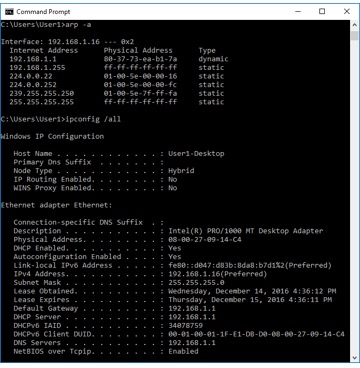 Command Prompt
C:\Users\User1>arp -a
Interface: 192.168.1.16 --- 0x2
Internet Address Physical Address Type
192.168.1.1 80-37-73-ea-b1-7a dynamic
192.168.1.255 ff-ff-ff-ff-ff-ff static
224.0.0.22 01-00-5e-00-00-16 static
224.0.0.252 01-00-5e-00-00-fc static
239.255.255.250 01-00-5e-7f-ff-fa static
255.255.255.255 ff-ff-ff-ff-ff-ff static
C:\Users\User1>ipconfig /all
Windows IP Configuration
Host Name . . . . . . . . . . . . : User1-Desktop
Primary Dns Suffix . . . . . . . :
Node Type . . . . . . . . . . . . : Hybrid
IP Routing Enabled. . . . . . . . : No
WINS Proxy Enabled. . . . . . . . : No
Ethernet adapter Ethernet:
Connection-specific DNS Suffix . :
Description . . . . . . . . . . . : Intel(R) PRO/1000 MT Desktop Adapter
Physical Address. . . . . . . . . : 08-00-27-09-14-C4
DHCP Enabled. . . . . . . . . . . : Yes
Autoconfiguration Enabled . . . . : Yes
Link-local IPv6 Address . . . . . : fe80::d047:d83b:8da8:b7d1%2(Preferred)
IPv4 Address. . . . . . . . . . . : 192.168.1.16(Preferred)
Subnet Mask . . . . . . . . . . . : 255.255.255.0
Lease Obtained. . . . . . . . . . : Wednesday, December 14, 2016 4:36:12 PM
Lease Expires . . . . . . . . . . : Thursday, December 15, 2016 4:36:11 PM
Default Gateway . . . . . . . . . : 192.168.1.1
DHCP Server . . . . . . . . . . . : 192.168.1.1
DHCPv6 IAID . . . . . . . . . . . : 34078759
DHCPv6 Client DUID. . . . . . . . : 00-01-00-01-1F-E1-D8-D0-08-00-27-09-14-C4
DNS Servers . . . . . . . . . . . : 192.168.1.1
NetBIOS over Tcpip. . . . . . . . : Enabled